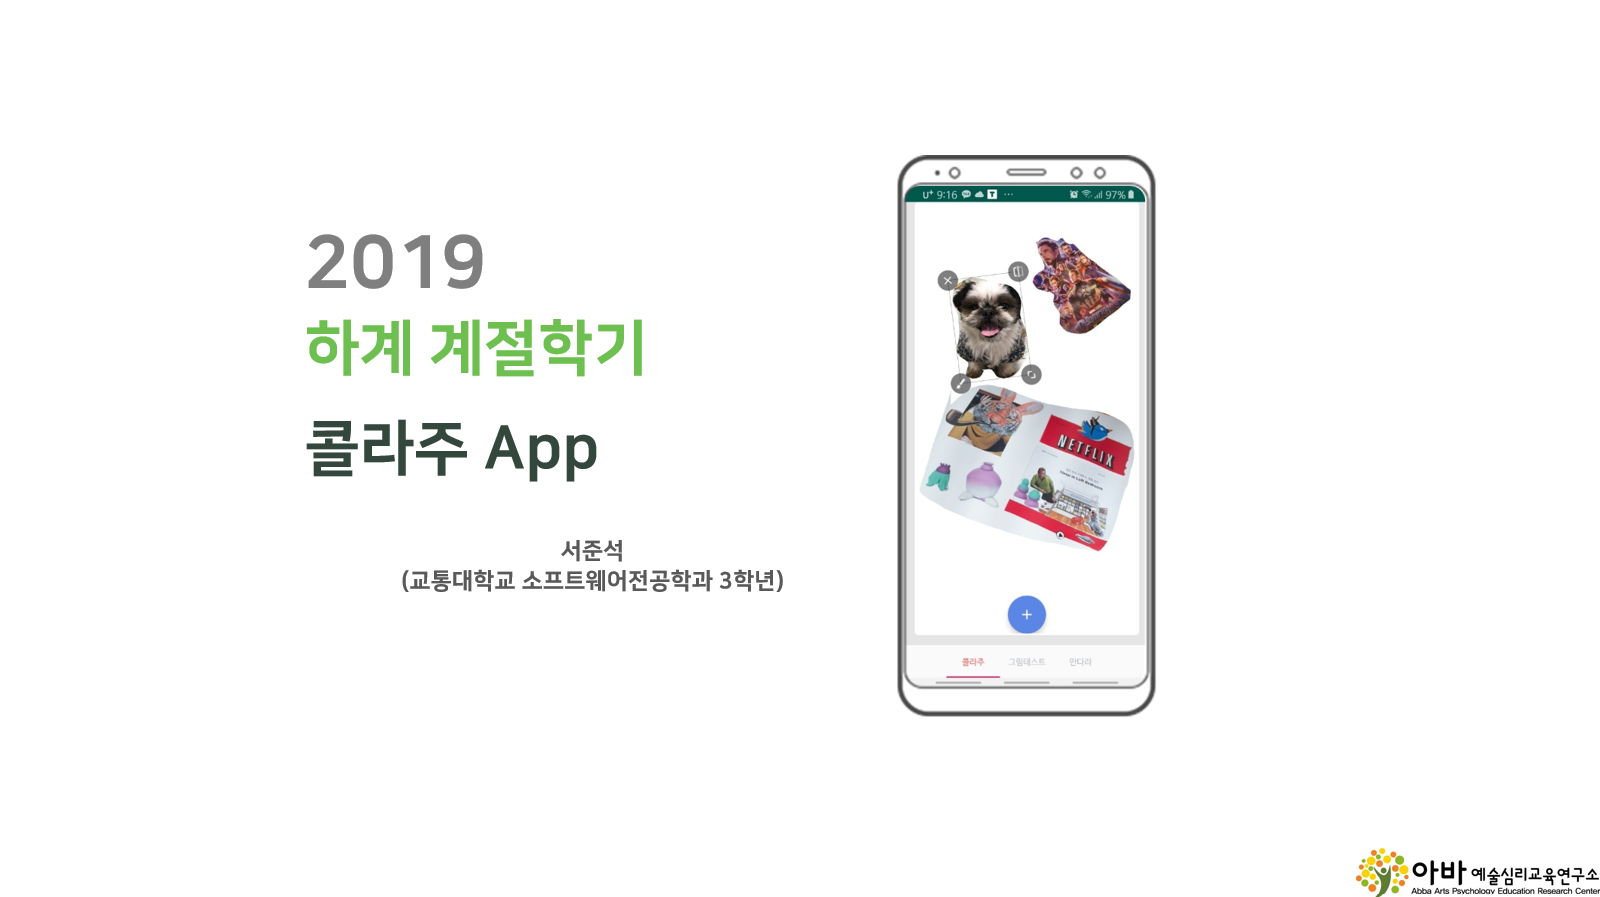 2019
하계 계절학기
콜라주 App
서준석
(교통대학교 소프트웨어전공학과 3학년)
U+ 9:16 T ··· 97%
NETFLIX
+
콜라주 그림테스트 만다라
아바 예술심리교육연구소
Abba Arts Psychology Education Research Center